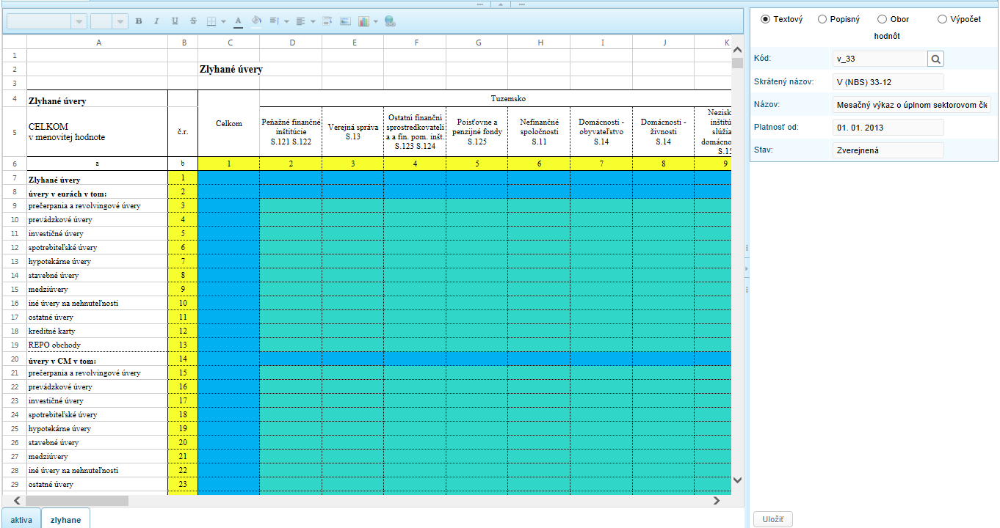 B I U S A
Textový Popisný Obor Výpočet
hodnôt
Kód: v_33
Skrátený názov: V (NBS) 33-12
Názov: Mesačný výkaz o úplnom sektorovom čle
Platnosť od: 01. 01. 2013
Stav: Zverejnená
Uložiť
A B C D E F G H I J K
1
2 Zlyhané úvery
3
4 Zlyhané úvery Tuzemsko
5 CELKOM
v menovitej hodnote
č.r.
Celkom
Peňažné finančné
inštitúcie
S.121 S.122
Verejná správa
S.13
Ostatní finanční
sprostredkovateli
a a fin. pom. inšt.
S.123 S.124
Poisťovne a
penzijné fondy
S.125
Nefinančné
spoločnosti
S.11
Domácnosti -
obyvateľstvo
S.14
Domácnosti -
živnosti
S.14
Nezisk
inštitú
slúžia
domácno
S.15
6 a b 1 2 3 4 5 6 7 8 9
7 Zlyhané úvery 1
8 úvery v eurách v tom: 2
9 prečerpania a revolvingové úvery 3
10 prevádzkové úvery 4
11 investičné úvery 5
12 spotrebiteľské úvery 6
13 hypotekárne úvery 7
14 stavebné úvery 8
15 medziúvery 9
16 iné úvery na nehnuteľnosti 10
17 ostatné úvery 11
18 kreditné karty 12
19 REPO obchody 13
20 úvery v CM v tom: 14
21 prečerpania a revolvingové úvery 15
22 prevádzkové úvery 16
23 investičné úvery 17
24 spotrebiteľské úvery 18
25 hypotekárne úvery 19
26 stavebné úvery 20
27 medziúvery 21
28 iné úvery na nehnuteľnosti 22
29 ostatné úvery 23
aktiva zlyhane